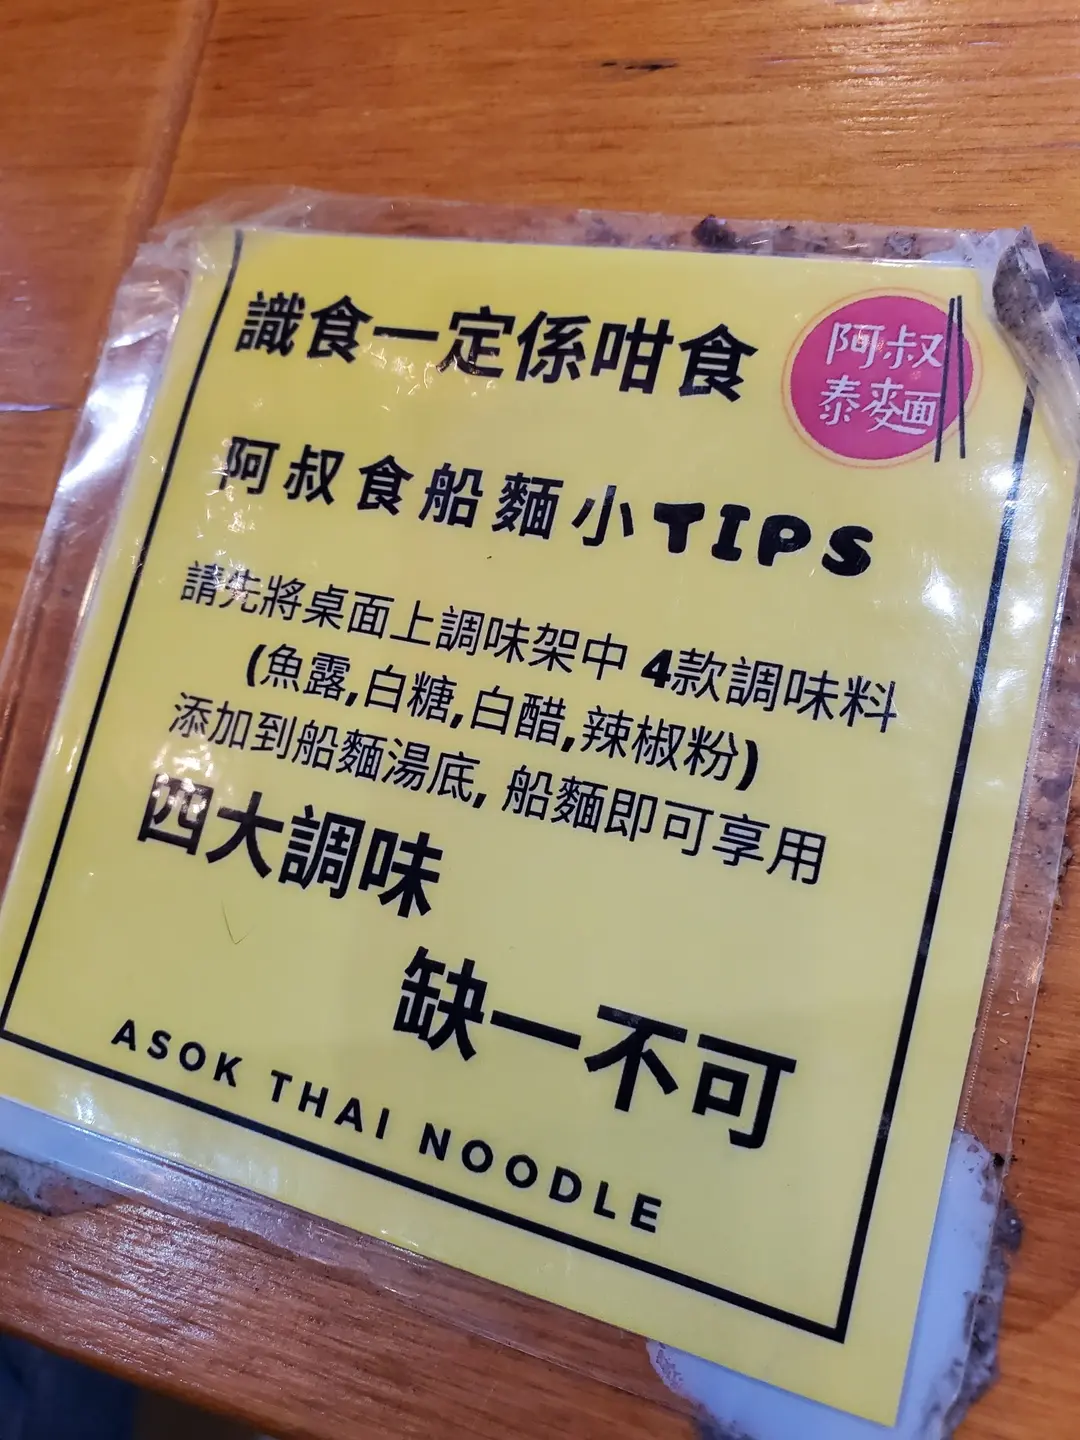 識食一定係咁食
阿叔
泰麵
阿叔食船麵小TIPS
請先將桌面上調味架中 4款調味料
(魚露,白糖,白醋,辣椒粉)
添加到船麵湯底, 船麵即可享用
四大調味
缺一不可
ASOK THAI NOODLE